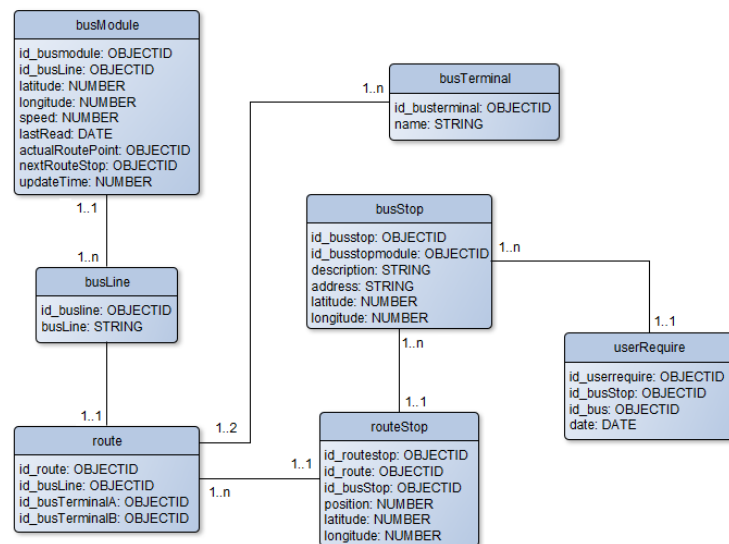 busModule
id_busmodule: OBJECTID
id_busLine: OBJECTID
latitude: NUMBER
longitude: NUMBER
speed: NUMBER
lastRead: DATE
actualRoutePoint: OBJECTID
nextRouteStop: OBJECTID
updateTime: NUMBER
1..1
1..n
busLine
id_busline: OBJECTID
busLine: STRING
1..1
route
id_route: OBJECTID
id_busLine: OBJECTID
id_busTerminalA: OBJECTID
id_busTerminalB: OBJECTID
1..2
1..n
busTerminal
id_busterminal: OBJECTID
name: STRING
busStop
id_busstop: OBJECTID
id_busstopmodule: OBJECTID
description: STRING
address: STRING
latitude: NUMBER
longitude: NUMBER
1..n
1..1
userRequire
id_userrequire: OBJECTID
id_busStop: OBJECTID
id_bus: OBJECTID
date: DATE
1..n
1..1
routeStop
id_routestop: OBJECTID
id_route: OBJECTID
id_busStop: OBJECTID
position: NUMBER
latitude: NUMBER
longitude: NUMBER
1..1
1..n